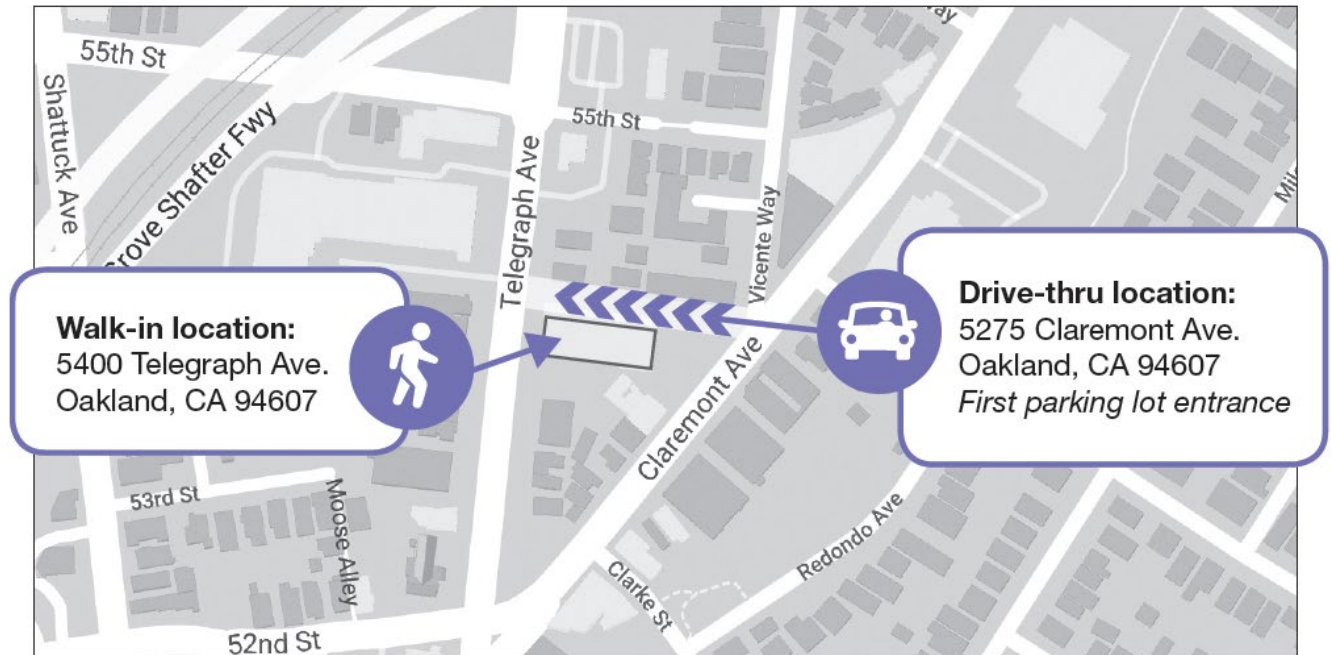 55th St
Shattuck Ave
Grove Shafter Fwy
Telegraph Ave
55th St
Vicente Way
Walk-in location:
5400 Telegraph Ave.
Oakland, CA 94607
Drive-thru location:
5275 Claremont Ave.
Oakland, CA 94607
First parking lot entrance
Claremont Ave
53rd St
Moose Alley
Redondo Ave
Clarke St
52nd St